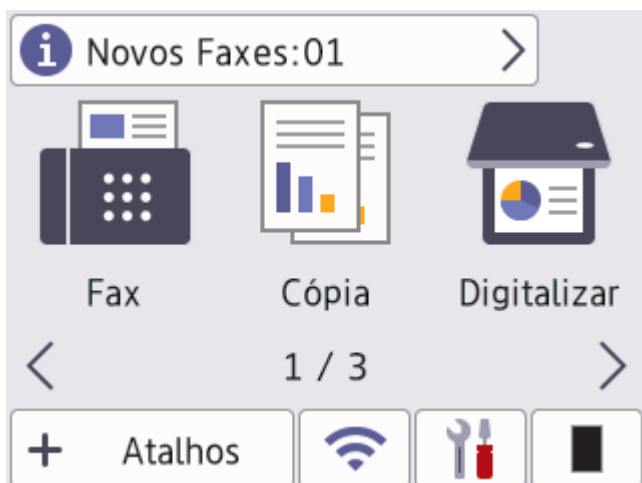 Novos Faxes:01
Fax
Cópia
Digitalizar
1 / 3
Atalhos